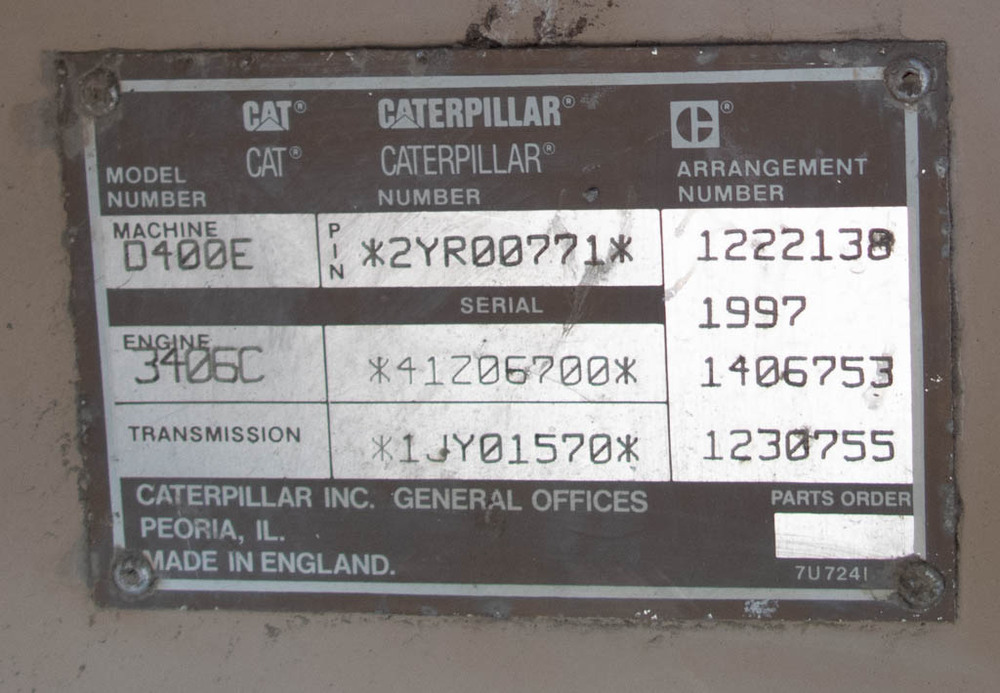 CAT® CATERPILLAR® ®
CAT® CATERPILLAR®
MODEL NUMBER NUMBER ARRANGEMENT NUMBER
MACHINE PIN
D400E *2YR00771* 1222138
SERIAL 1997
ENGINE
3406C *41Z06700* 1406753
TRANSMISSION *1JY01570* 1230755
CATERPILLAR INC. GENERAL OFFICES PARTS ORDER
PEORIA, IL.
MADE IN ENGLAND. 7U7241